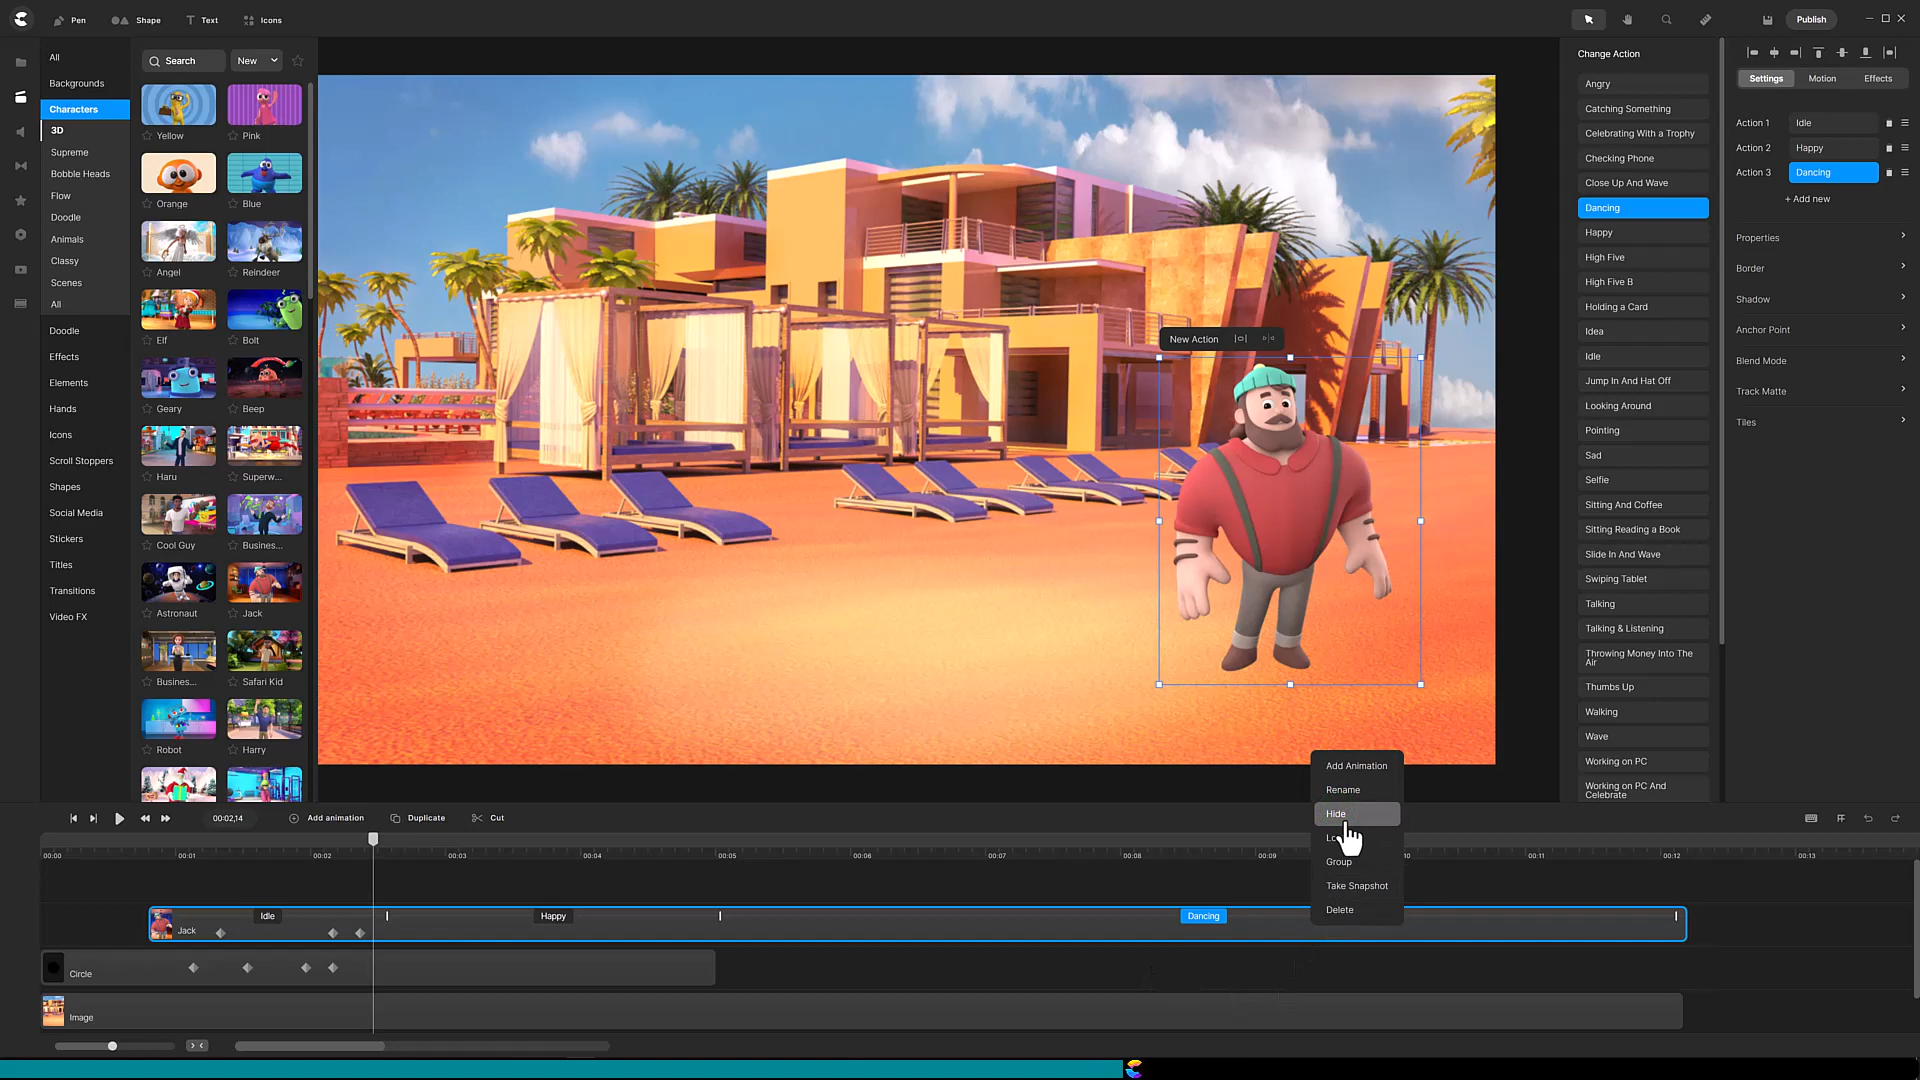 Pen
Shape
Text
Icons
Publish
All
Backgrounds
Characters
3D
Supreme
Bobble Heads
Flow
Doodle
Animals
Classy
Scenes
All
Doodle
Effects
Elements
Hands
Icons
Scroll Stoppers
Shapes
Social Media
Stickers
Titles
Transitions
Video FX
Search
New
Yellow
Pink
Orange
Blue
Angel
Reindeer
Elf
Bolt
Geary
Beep
Haru
Superw...
Cool Guy
Busines...
Astronaut
Jack
Busines...
Safari Kid
Robot
Harry
New Action
Add Animation
Rename
Hide
Group
Take Snapshot
Delete
Change Action
Angry
Catching Something
Celebrating With a Trophy
Checking Phone
Close Up And Wave
Dancing
Happy
High Five
High Five B
Holding a Card
Idea
Idle
Jump In And Hat Off
Looking Around
Pointing
Sad
Selfie
Sitting And Coffee
Sitting Reading a Book
Slide In And Wave
Swiping Tablet
Talking
Talking & Listening
Throwing Money Into The
Air
Thumbs Up
Walking
Wave
Working on PC
Working on PC And
Celebrate
Settings
Motion
Effects
Action 1
Idle
Action 2
Happy
Action 3
Dancing
+ Add new
Properties
Border
Shadow
Anchor Point
Blend Mode
Track Matte
Tiles
00:02,14
Add animation
Duplicate
Cut
00:00
00:01
00:02
00:03
00:04
00:05
00:06
00:07
00:08
00:09
10
00:11
00:12
00:13
Idle
Happy
Dancing
Jack
Circle
Image